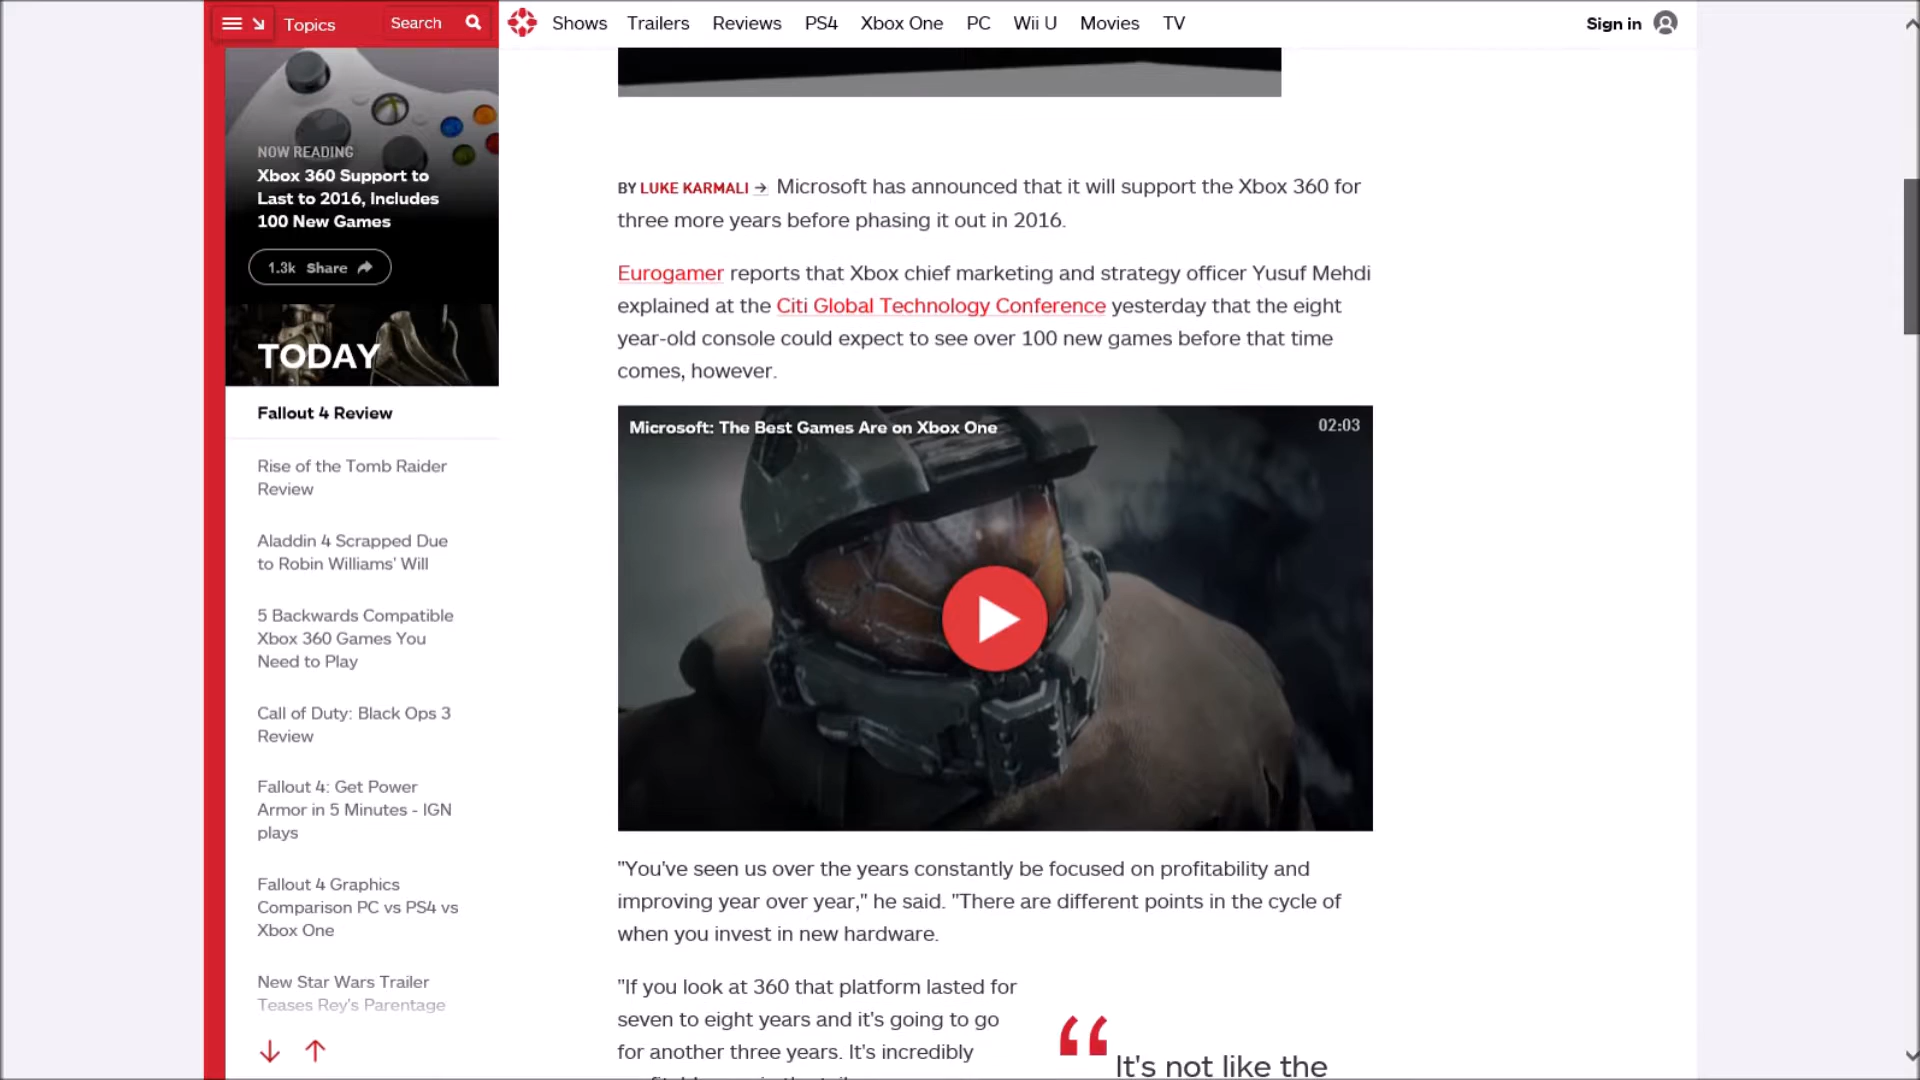 Topics
Search
Shows Trailers Reviews PS4 Xbox One PC Wii U Movies TV
Sign in
NOW READING
Xbox 360 Support to
Last to 2016, Includes
100 New Games
1.3k Share
TODAY
Fallout 4 Review
Rise of the Tomb Raider
Review
Aladdin 4 Scrapped Due
to Robin Williams' Will
5 Backwards Compatible
Xbox 360 Games You
Need to Play
Call of Duty: Black Ops 3
Review
Fallout 4: Get Power
Armor in 5 Minutes - IGN
plays
Fallout 4 Graphics
Comparison PC vs PS4 vs
Xbox One
New Star Wars Trailer
Teases Rey's Parentage
BY LUKE KARMALI → Microsoft has announced that it will support the Xbox 360 for
three more years before phasing it out in 2016.
Eurogamer reports that Xbox chief marketing and strategy officer Yusuf Mehdi
explained at the Citi Global Technology Conference yesterday that the eight
year-old console could expect to see over 100 new games before that time
comes, however.
Microsoft: The Best Games Are on Xbox One
02:03
"You've seen us over the years constantly be focused on profitability and
improving year over year," he said. "There are different points in the cycle of
when you invest in new hardware.
"If you look at 360 that platform lasted for
seven to eight years and it's going to go
for another three years. It's incredibly
“ It's not like the